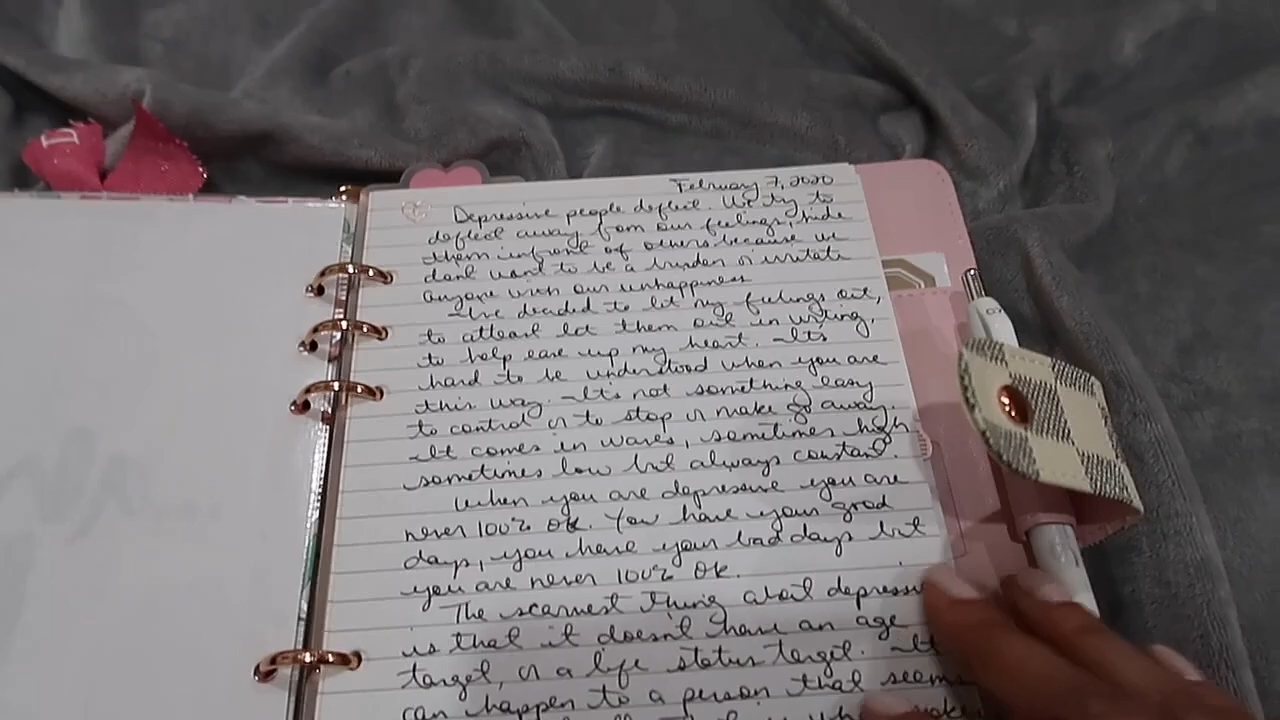 February 7, 2020
Depressive people deflect. We try to
deflect away from our feelings, hide
them infront of others because we
dont want to be a burden or irritate
anyone with our unhappiness
I've decided to let my feelings out,
to atleast let them out in writing,
to help ease up my heart. It's
hard to be understood when you are
this way. It's not something easy
to control or to stop or make go away.
It comes in waves, sometimes high
sometimes low but always constant.
When you are depressive you are
never 100% ok. You have your good
days, you have your bad days but
you are never 100% ok.
The scarriest thing about
is that it doesn't have an age
target, or a life status target. It
can happen to a person that seems